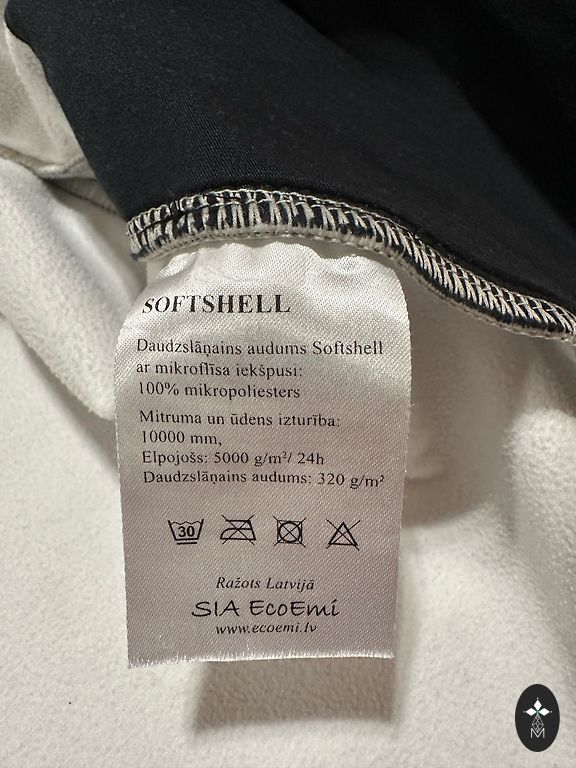 SOFTSHELL
Daudzslāņains audums Softshell
ar mikroflīsa iekšpusi:
100% mikropoliesters
Mitruma un ūdens izturība:
10000 mm,
Elpojošs: 5000 g/m²/ 24h
Daudzslāņains audums: 320 g/m²
30
Ražots Latvijā
SIA EcoEmi
www.ecoemi.lv
M